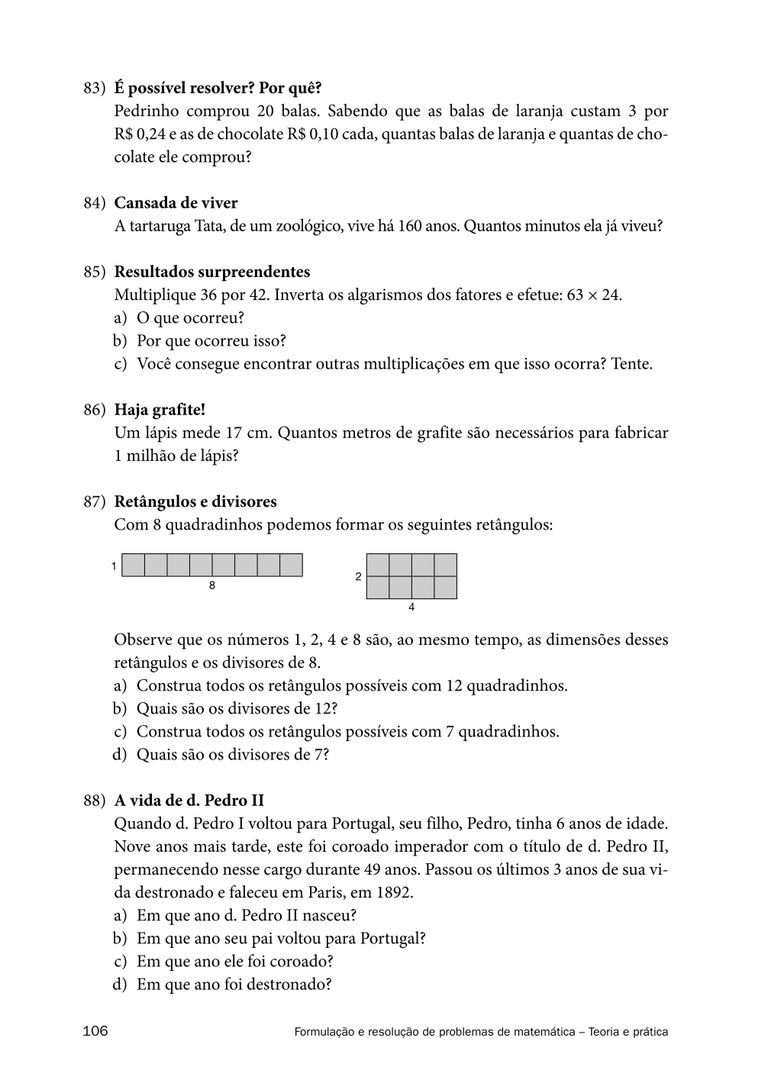 83) É possível resolver? Por quê?
Pedrinho comprou 20 balas. Sabendo que as balas de laranja custam 3 por
R$ 0,24 e as de chocolate R$ 0,10 cada, quantas balas de laranja e quantas de cho-
colate ele comprou?
84) Cansada de viver
A tartaruga Tata, de um zoológico, vive há 160 anos. Quantos minutos ela já viveu?
85) Resultados surpreendentes
Multiplique 36 por 42. Inverta os algarismos dos fatores e efetue: 63 × 24.
a) O que ocorreu?
b) Por que ocorreu isso?
c) Você consegue encontrar outras multiplicações em que isso ocorra? Tente.
86) Haja grafite!
Um lápis mede 17 cm. Quantos metros de grafite são necessários para fabricar
1 milhão de lápis?
87) Retângulos e divisores
Com 8 quadradinhos podemos formar os seguintes retângulos:
1
8
2
4
Observe que os números 1, 2, 4 e 8 são, ao mesmo tempo, as dimensões desses
retângulos e os divisores de 8.
a) Construa todos os retângulos possíveis com 12 quadradinhos.
b) Quais são os divisores de 12?
c) Construa todos os retângulos possíveis com 7 quadradinhos.
d) Quais são os divisores de 7?
88) A vida de d. Pedro II
Quando d. Pedro I voltou para Portugal, seu filho, Pedro, tinha 6 anos de idade.
Nove anos mais tarde, este foi coroado imperador com o título de d. Pedro II,
permanecendo nesse cargo durante 49 anos. Passou os últimos 3 anos de sua vi-
da destronado e faleceu em Paris, em 1892.
a) Em que ano d. Pedro II nasceu?
b) Em que ano seu pai voltou para Portugal?
c) Em que ano ele foi coroado?
d) Em que ano foi destronado?
106 Formulação e resolução de problemas de matemática – Teoria e prática